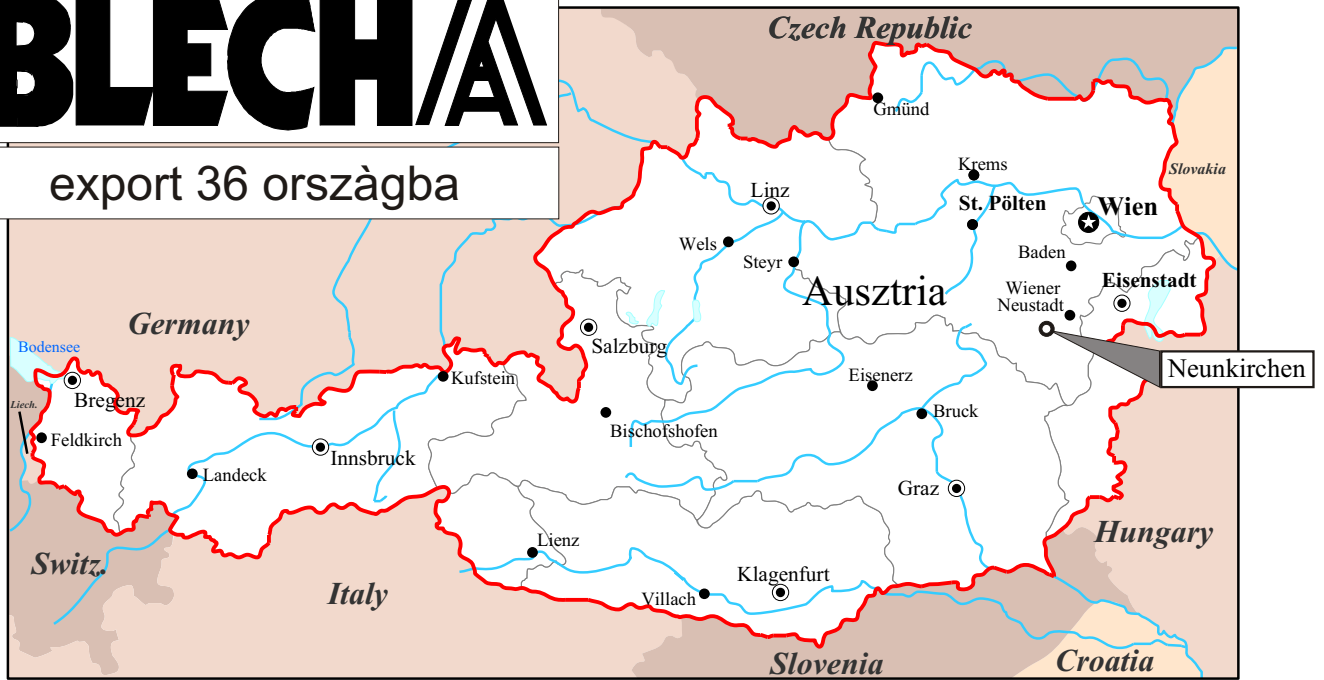 BLECHA
export 36 orszàgba
Czech Republic
Gmünd
Slovakia
Krems
Linz
St. Pölten
Wien
Wels
Steyr
Baden
Ausztria
Wiener
Neustadt
Eisenstadt
Germany
Bodensee
Salzburg
Neunkirchen
Kufstein
Eisenerz
Bregenz
Liech.
Bruck
Feldkirch
Bischofshofen
Innsbruck
Landeck
Graz
Hungary
Lienz
Switz.
Klagenfurt
Italy
Villach
Slovenia
Croatia